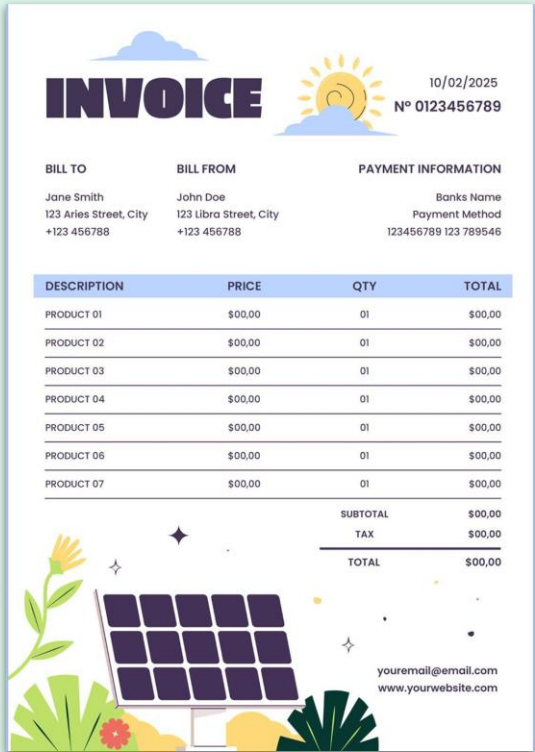 INVOICE
10/02/2025
Nº 0123456789
BILL TO
Jane Smith
123 Aries Street, City
+123 456788
BILL FROM
John Doe
123 Libra Street, City
+123 456788
PAYMENT INFORMATION
Banks Name
Payment Method
123456789 123 789546
DESCRIPTION PRICE QTY TOTAL
PRODUCT 01 $00,00 01 $00,00
PRODUCT 02 $00,00 01 $00,00
PRODUCT 03 $00,00 01 $00,00
PRODUCT 04 $00,00 01 $00,00
PRODUCT 05 $00,00 01 $00,00
PRODUCT 06 $00,00 01 $00,00
PRODUCT 07 $00,00 01 $00,00
SUBTOTAL $00,00
TAX $00,00
TOTAL $00,00
youremail@email.com
www.yourwebsite.com